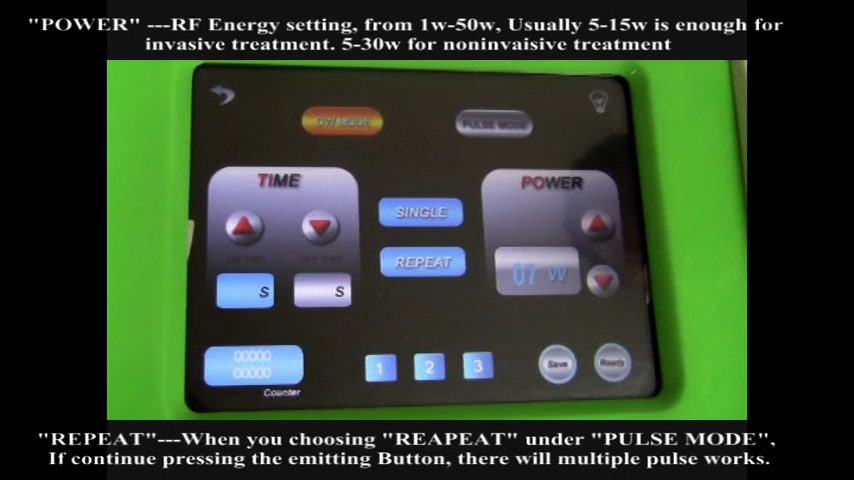 "POWER" ---RF Energy setting, from 1w-50w, Usually 5-15w is enough for
invasive treatment. 5-30w for noninvaisive treatment
CW MODE
PULSE MODE
TIME
POWER
SINGLE
REPEAT
07 W
S
S
00000
00000
Counter
1
2
3
Save
Ready
"REPEAT"---When you choosing "REAPEAT" under "PULSE MODE",
If continue pressing the emitting Button, there will multiple pulse works.